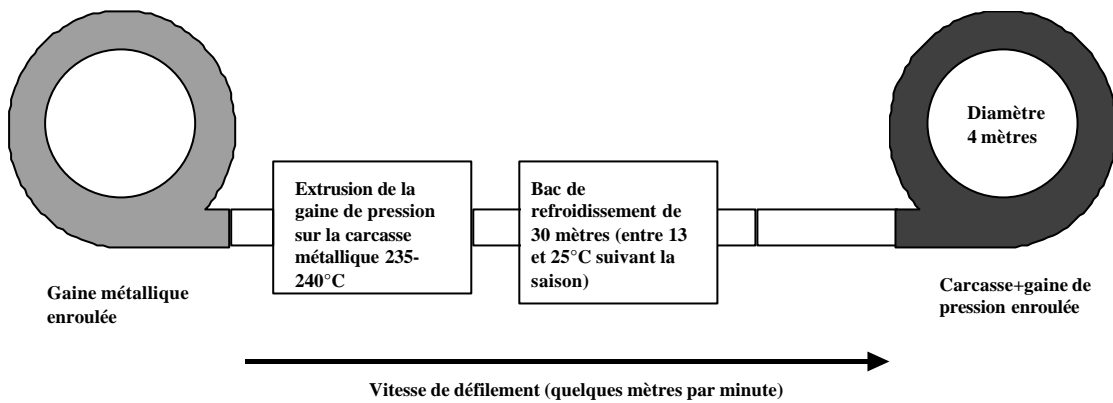 Gaine métallique
enroulée
Extrusion de la
gaine de pression
sur la carcasse
métallique 235-
240°C
Bac de
refroidissement de
30 mètres (entre 13
et 25°C suivant la
saison)
Diamètre
4 mètres
Carcasse+gaine de
pression enroulée
Vitesse de défilement (quelques mètres par minute)